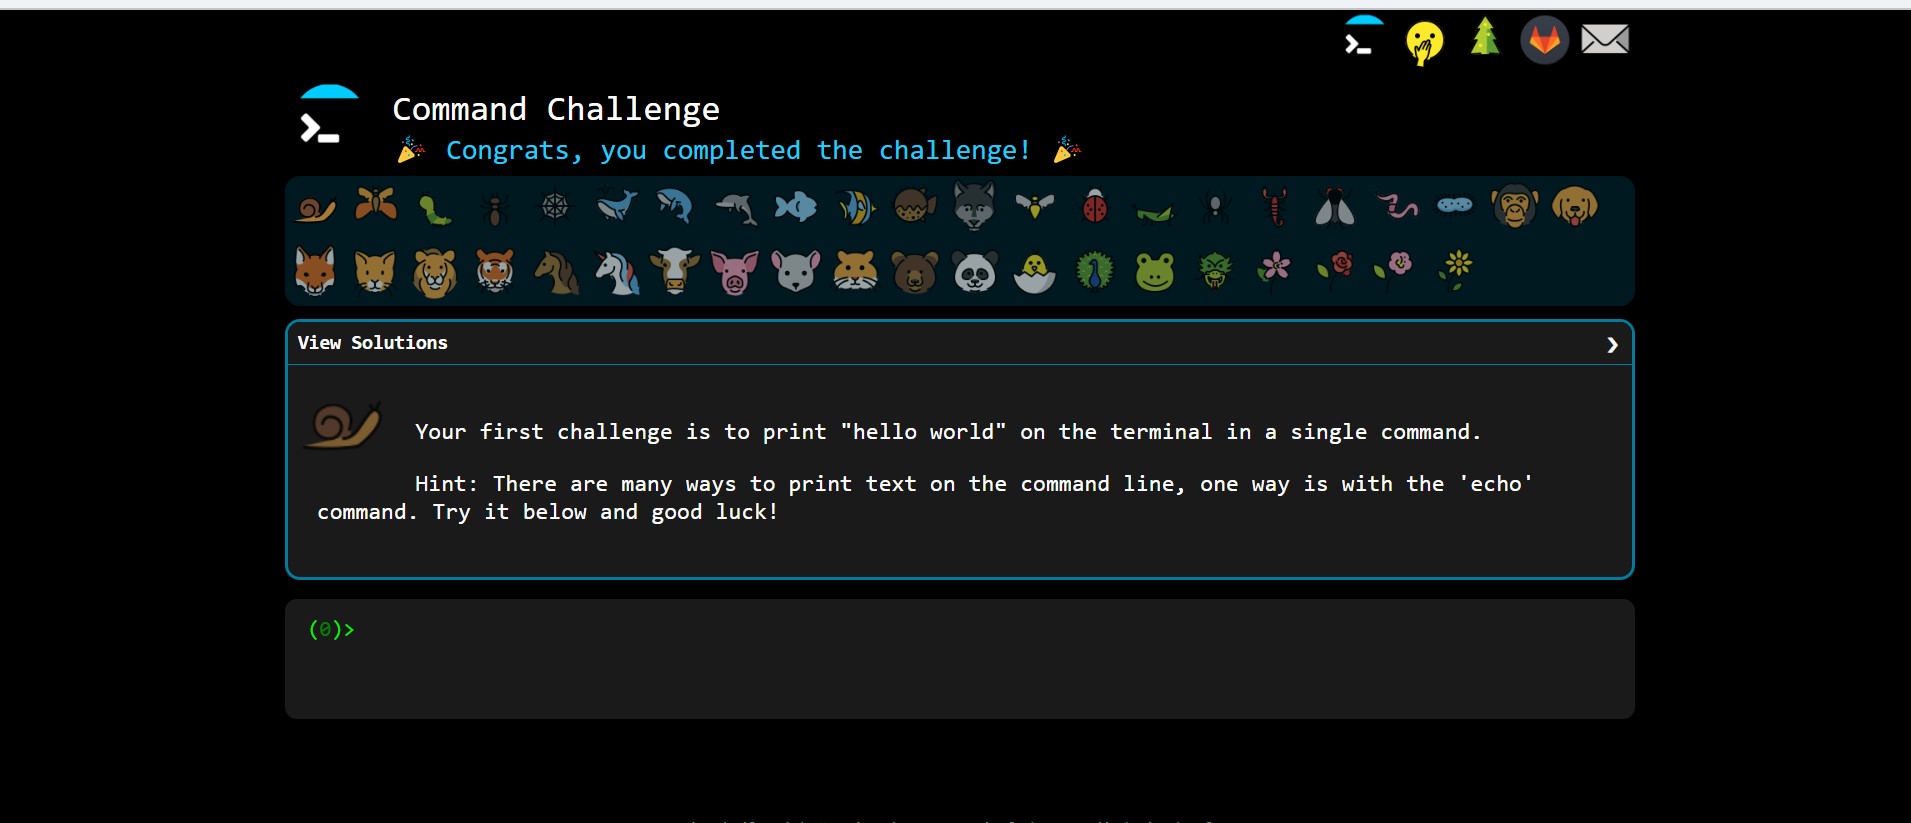 Command Challenge
Congrats, you completed the challenge!
View Solutions
Your first challenge is to print "hello world" on the terminal in a single command.
Hint: There are many ways to print text on the command line, one way is with the 'echo'
command. Try it below and good luck!
(0)>